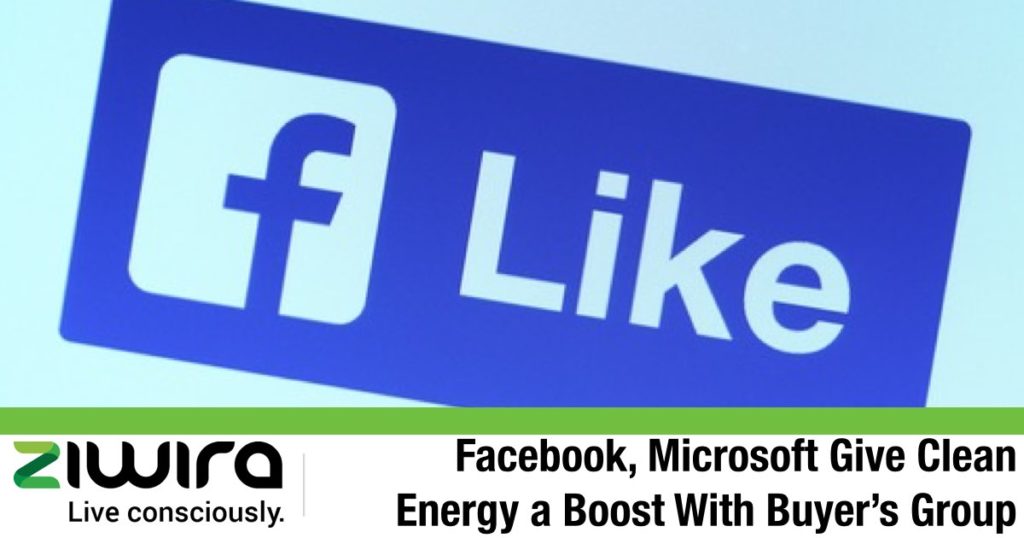 f Like
ziwira
Live consciously.
Facebook, Microsoft Give Clean
Energy a Boost With Buyer’s Group